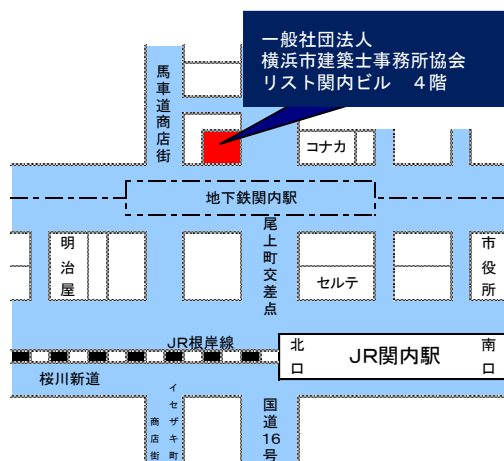 一般社団法人
横浜市建築士事務所協会
リスト関内ビル　４階
馬車道商店街
コナカ
地下鉄関内駅
尾上町交差点
明治屋
セルテ
市役所
JR根岸線
北口
JR関内駅
南口
桜川新道
イセザキ町
商店街
国道16号